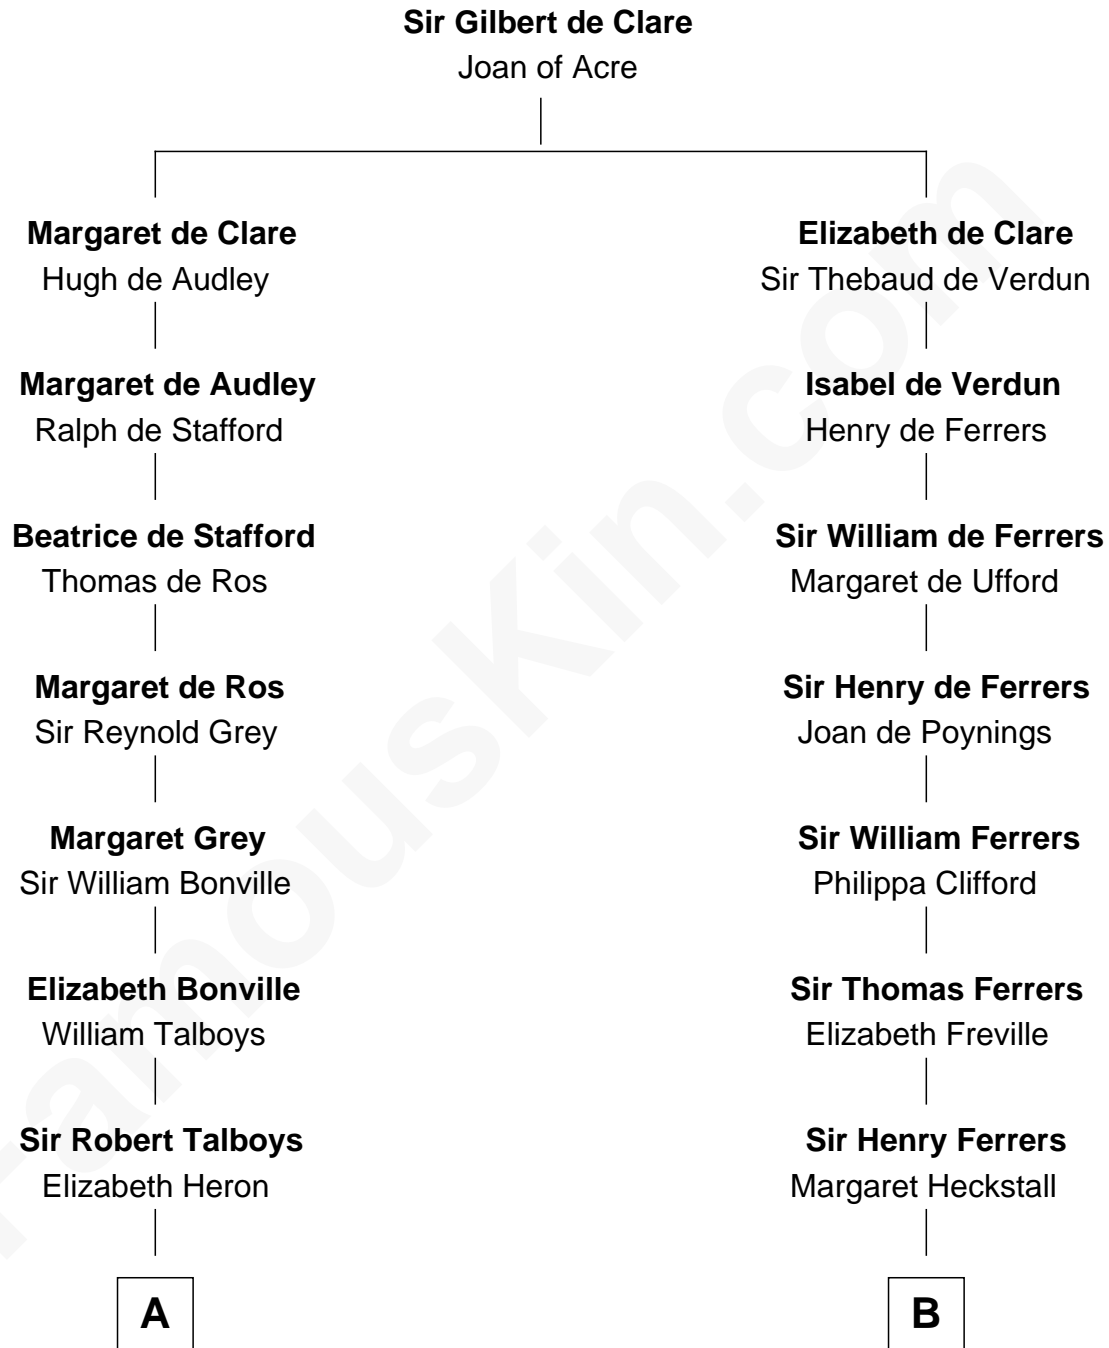 Sir Gilbert de Clare
Joan of Acre
Margaret de Clare
Hugh de Audley
Elizabeth de Clare
Sir Thebaud de Verdun
Margaret de Audley
Ralph de Stafford
Isabel de Verdun
Henry de Ferrers
Beatrice de Stafford
Thomas de Ros
Sir William de Ferrers
Margaret de Ufford
Margaret de Ros
Sir Reynold Grey
Sir Henry de Ferrers
Joan de Poynings
Margaret Grey
Sir William Bonville
Sir William Ferrers
Philippa Clifford
Elizabeth Bonville
William Talboys
Sir Thomas Ferrers
Elizabeth Freville
Sir Robert Talboys
Elizabeth Heron
Sir Henry Ferrers
Margaret Heckstall
A
B
FamousKin.com